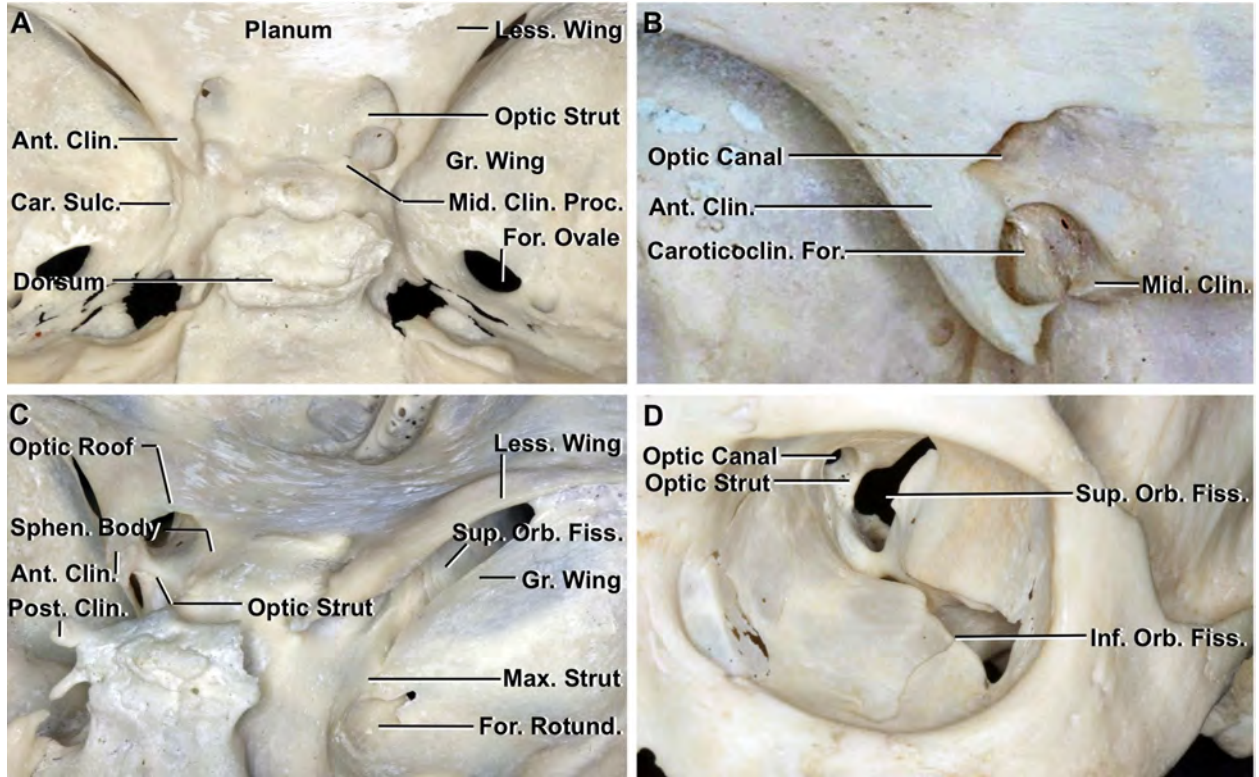 A
Planum
Less. Wing
Optic Strut
Ant. Clin.
Gr. Wing
Car. Sulc.
Mid. Clin. Proc.
For. Ovale
Dorsum
B
Optic Canal
Ant. Clin.
Caroticoclin. For.
Mid. Clin.
C
Optic Roof
Less. Wing
Sphen. Body
Sup. Orb. Fiss.
Ant. Clin.
Gr. Wing
Post. Clin.
Optic Strut
Max. Strut
For. Rotund.
D
Optic Canal
Optic Strut
Sup. Orb. Fiss.
Inf. Orb. Fiss.